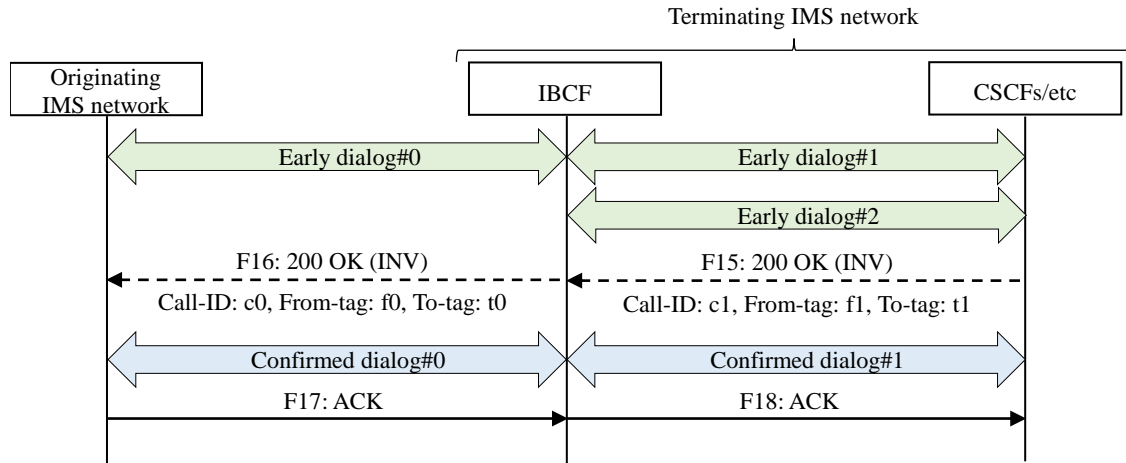 Terminating IMS network
Originating
IMS network
IBCF
CSCFs/etc
Early dialog#0
Early dialog#1
Early dialog#2
F16: 200 OK (INV)
F15: 200 OK (INV)
Call-ID: c0, From-tag: f0, To-tag: t0
Call-ID: c1, From-tag: f1, To-tag: t1
Confirmed dialog#0
Confirmed dialog#1
F17: ACK
F18: ACK